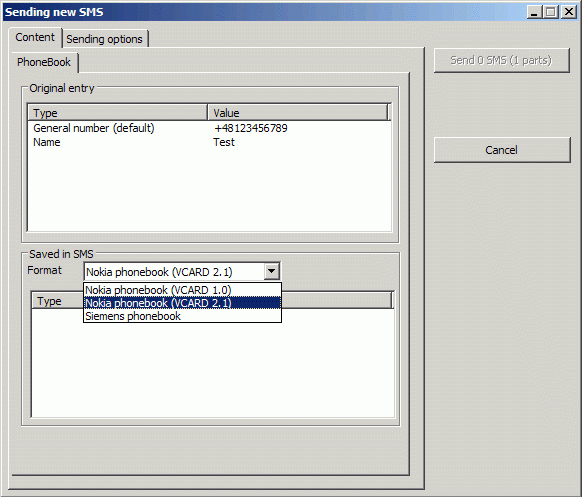 Sending new SMS
Content
Sending options
PhoneBook
Send 0 SMS (1 parts)
Cancel
Original entry
Type Value
General number (default) +48123456789
Name Test
Saved in SMS
Format Nokia phonebook (VCARD 2.1)
Nokia phonebook (VCARD 1.0)
Nokia phonebook (VCARD 2.1)
Siemens phonebook
Type